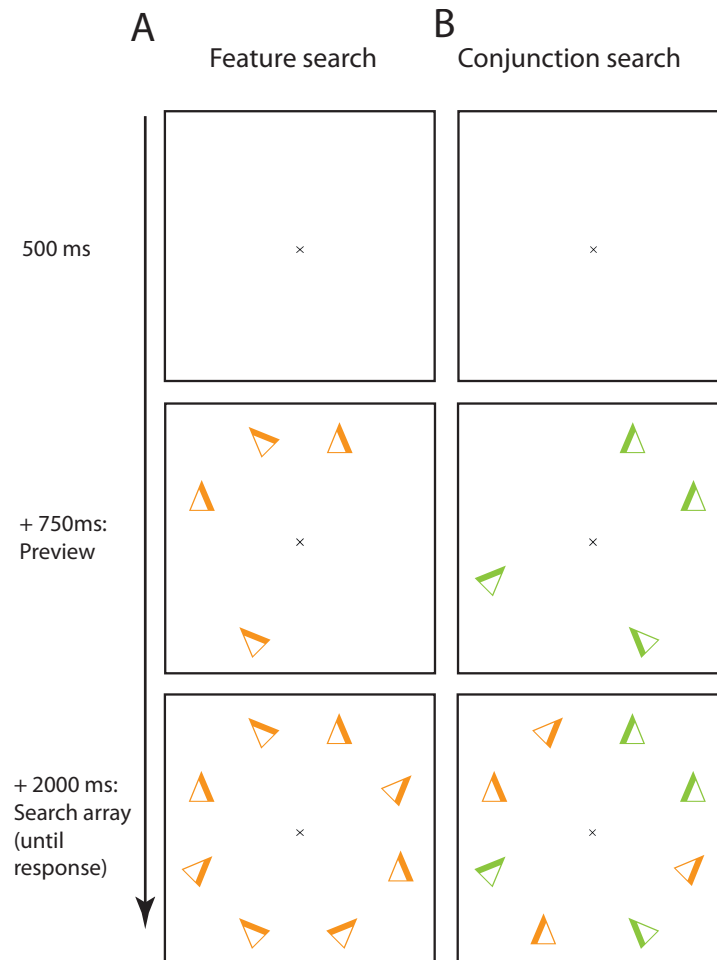 A
B
Feature search
Conjunction search
500 ms
+ 750ms:
Preview
+ 2000 ms:
Search array
(until
response)